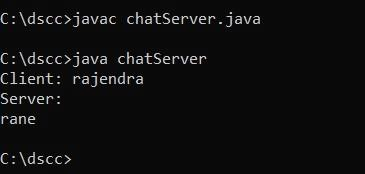 C:\dscc>javac chatServer.java
C:\dscc>java chatServer
Client: rajendra
Server:
rane
C:\dscc>